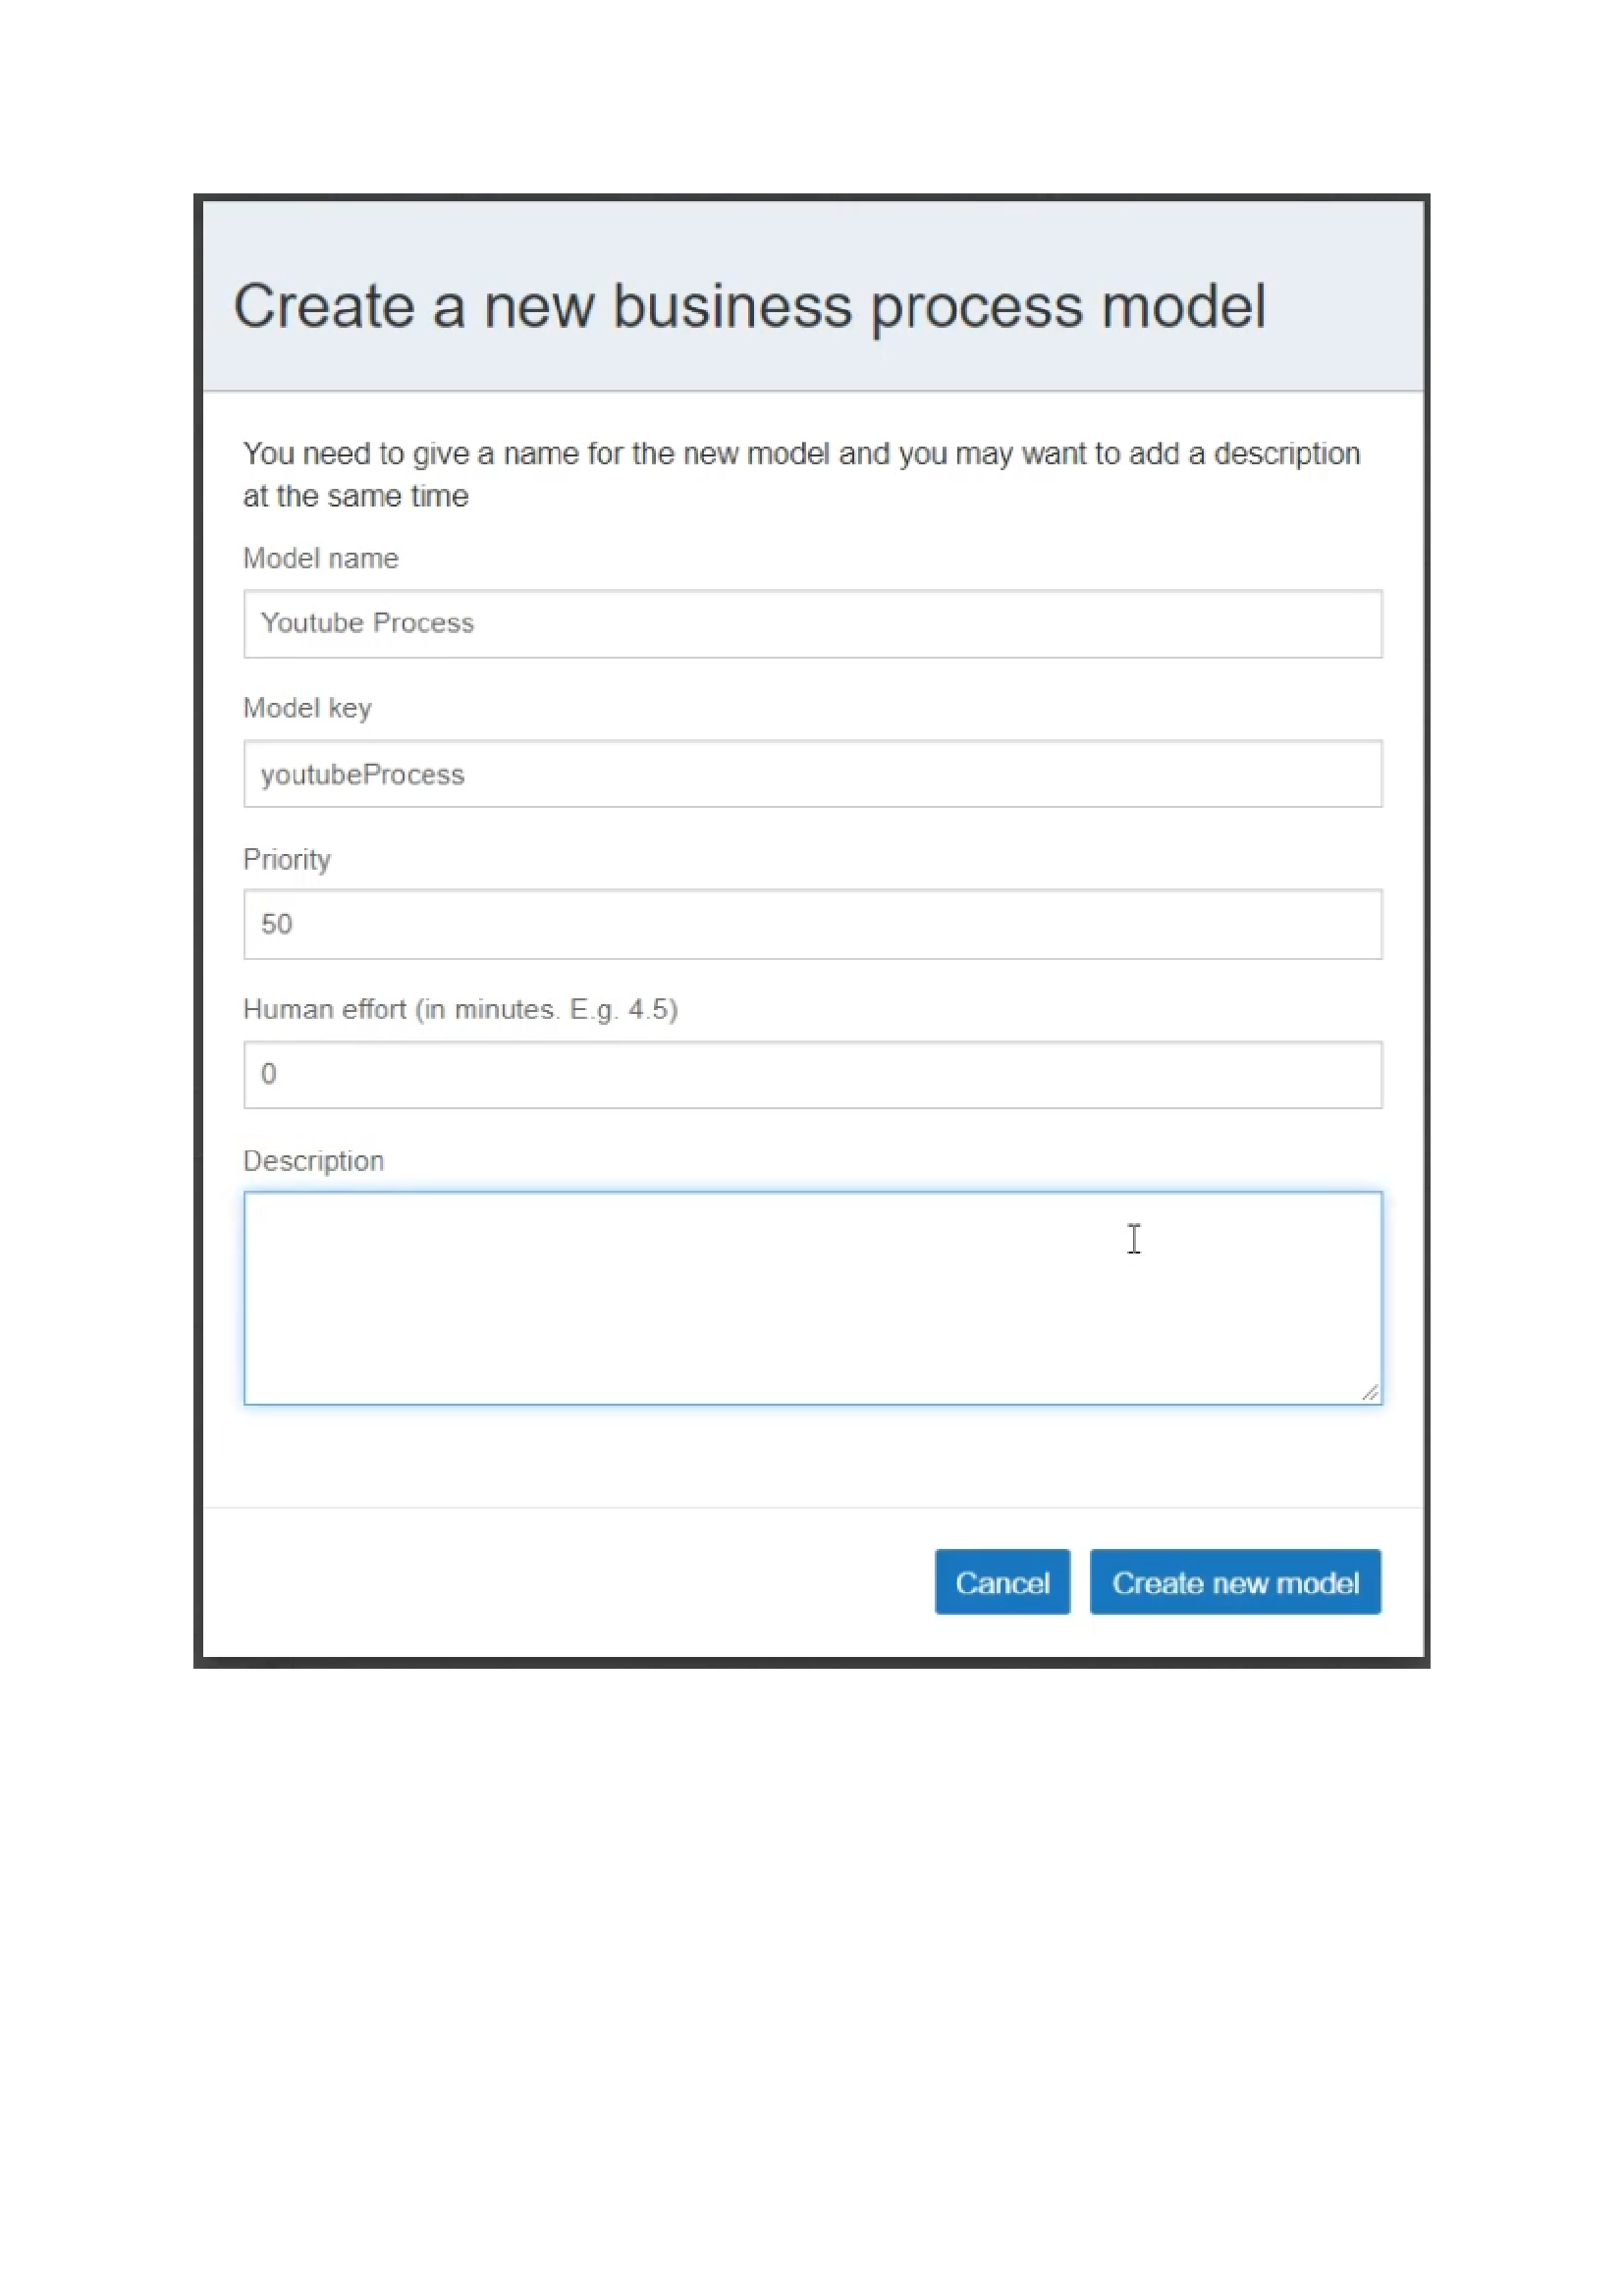 Create a new business process model
You need to give a name for the new model and you may want to add a description
at the same time
Model name
Youtube Process
Model key
youtubeProcess
Priority
50
Human effort (in minutes. E.g. 4.5)
0
Description
Cancel
Create new model